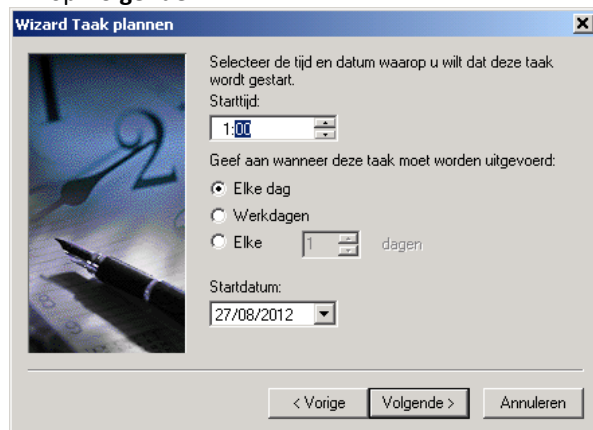 Wizard Taak plannen
Selecteer de tijd en datum waarop u wilt dat deze taak
wordt gestart.
Starttijd:
1:00
Geef aan wanneer deze taak moet worden uitgevoerd:
Elke dag
Werkdagen
Elke 1 dagen
Startdatum:
27/08/2012
< Vorige Volgende > Annuleren